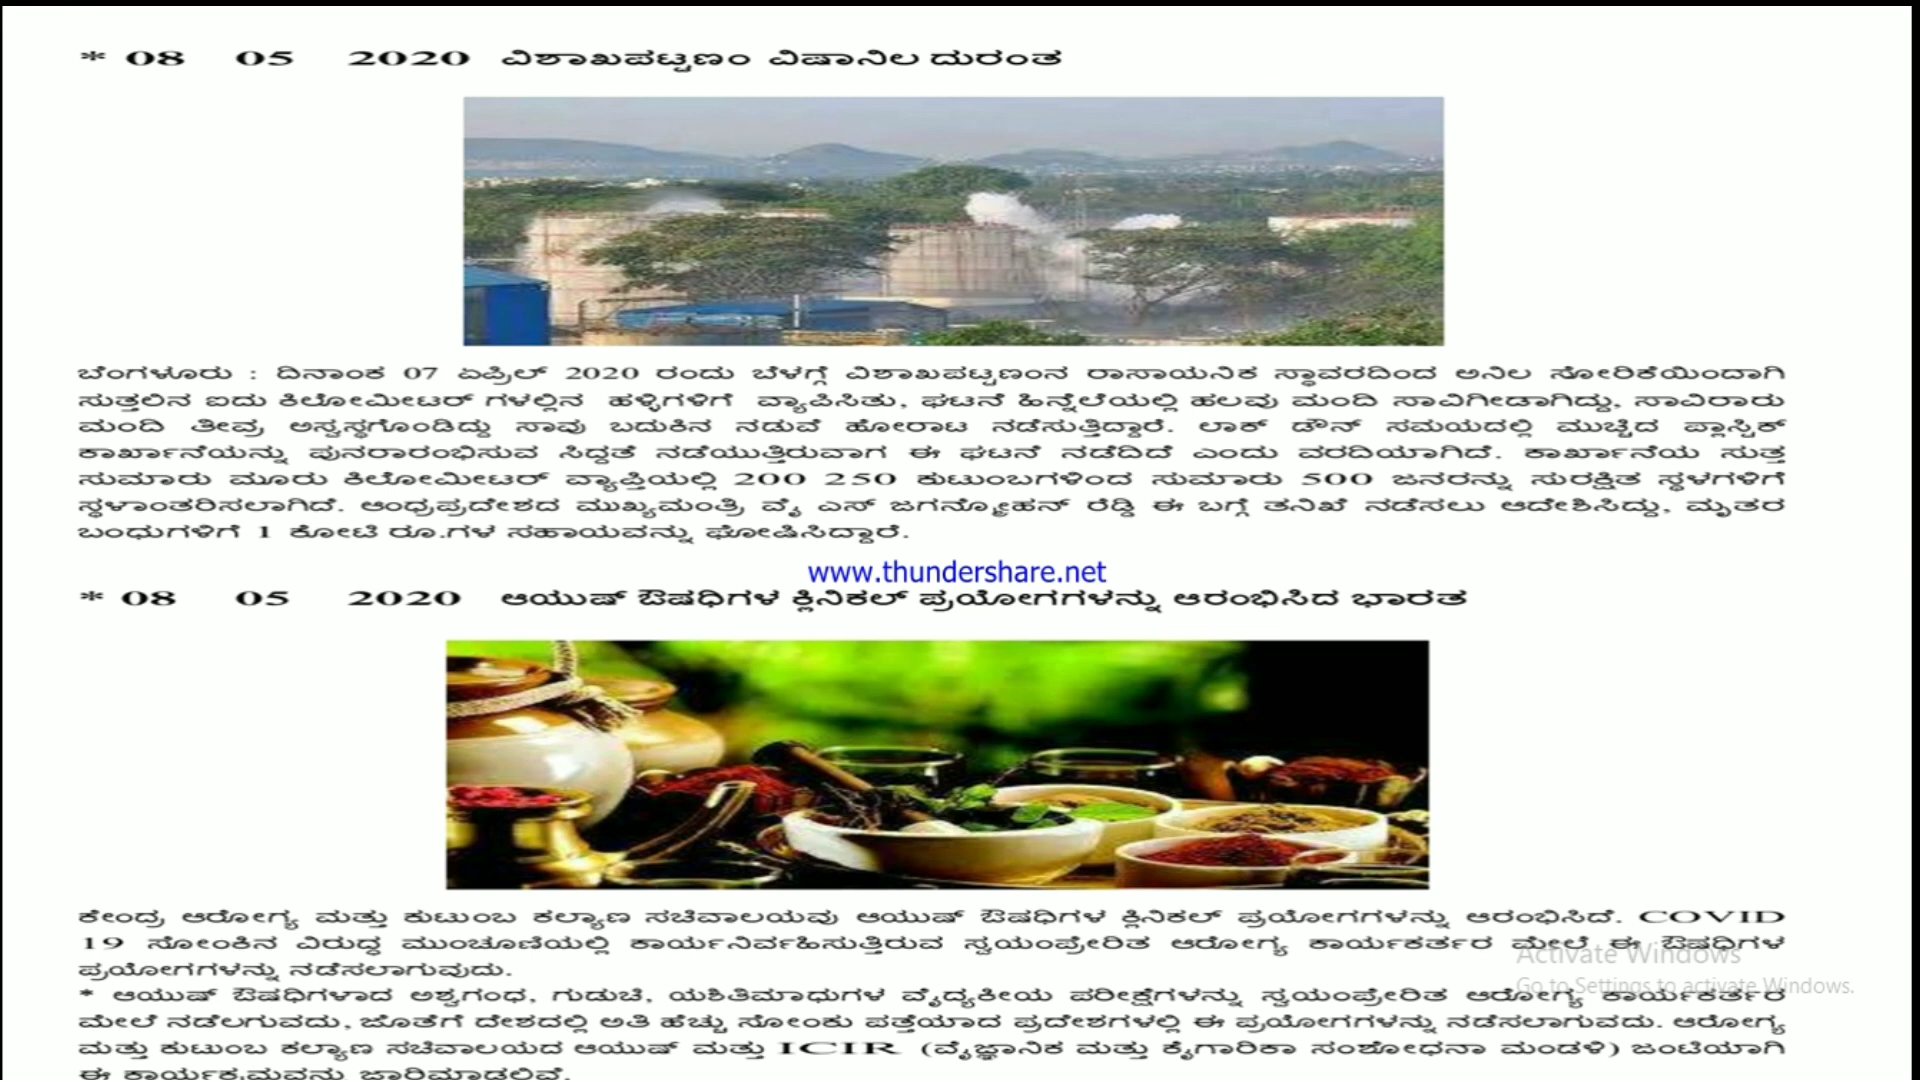 * 08 05 2020 ವಿಶಾಖಪಟ್ಟಣಂ ವಿಷಾನಿಲ ದುರಂತ
ಬೆಂಗಳೂರು : ದಿನಾಂಕ 07 ಏಪ್ರಿಲ್ 2020 ರಂದು ಬೆಳಗ್ಗೆ ವಿಶಾಖಪಟ್ಟಣಂನ ರಾಸಾಯನಿಕ ಸ್ಥಾವರದಿಂದ ಅನಿಲ ಸೋರಿಕೆಯಿಂದಾಗಿ
ಸುತ್ತಲಿನ ಐದು ಕಿಲೋಮೀಟರ್ ಗಳಲ್ಲಿನ ಹಳ್ಳಿಗಳಿಗೆ ವ್ಯಾಪಿಸಿತು, ಘಟನೆ ಹಿನ್ನೆಲೆಯಲ್ಲಿ ಹಲವು ಮಂದಿ ಸಾವಿಗೀಡಾಗಿದ್ದು, ಸಾವಿರಾರು
ಮಂದಿ ತೀವ್ರ ಅಸ್ವಸ್ಥಗೊಂಡಿದ್ದು ಸಾವು ಬದುಕಿನ ನಡುವೆ ಹೋರಾಟ ನಡೆಸುತ್ತಿದ್ದಾರೆ. ಲಾಕ್ ಡೌನ್ ಸಮಯದಲ್ಲಿ ಮುಚ್ಚಿದ ಪ್ಲಾಸ್ಟಿಕ್
ಕಾರ್ಖಾನೆಯನ್ನು ಪುನರಾರಂಭಿಸುವ ಸಿದ್ಧತೆ ನಡೆಯುತ್ತಿರುವಾಗ ಈ ಘಟನೆ ನಡೆದಿದೆ ಎಂದು ವರದಿಯಾಗಿದೆ. ಕಾರ್ಖಾನೆಯ ಸುತ್ತ
ಸುಮಾರು ಮೂರು ಕಿಲೋಮೀಟರ್ ವ್ಯಾಪ್ತಿಯಲ್ಲಿ 200 250 ಕುಟುಂಬಗಳಿಂದ ಸುಮಾರು 500 ಜನರನ್ನು ಸುರಕ್ಷಿತ ಸ್ಥಳಗಳಿಗೆ
ಸ್ಥಳಾಂತರಿಸಲಾಗಿದೆ. ಆಂಧ್ರಪ್ರದೇಶದ ಮುಖ್ಯಮಂತ್ರಿ ವೈ ಎಸ್ ಜಗನ್ಮೋಹನ್ ರೆಡ್ಡಿ ಈ ಬಗ್ಗೆ ತನಿಖೆ ನಡೆಸಲು ಆದೇಶಿಸಿದ್ದು, ಮೃತರ
ಬಂಧುಗಳಿಗೆ 1 ಕೋಟಿ ರೂ.ಗಳ ಸಹಾಯವನ್ನು ಘೋಷಿಸಿದ್ದಾರೆ.
www.thundershare.net
* 08 05 2020 ಆಯುಷ್ ಔಷಧಿಗಳ ಕ್ಲಿನಿಕಲ್ ಪ್ರಯೋಗಗಳನ್ನು ಆರಂಭಿಸಿದ ಭಾರತ
ಕೇಂದ್ರ ಆರೋಗ್ಯ ಮತ್ತು ಕುಟುಂಬ ಕಲ್ಯಾಣ ಸಚಿವಾಲಯವು ಆಯುಷ್ ಔಷಧಿಗಳ ಕ್ಲಿನಿಕಲ್ ಪ್ರಯೋಗಗಳನ್ನು ಆರಂಭಿಸಿದೆ. COVID
19 ಸೋಂಕಿನ ವಿರುದ್ಧ ಮುಂಚೂಣಿಯಲ್ಲಿ ಕಾರ್ಯನಿರ್ವಹಿಸುತ್ತಿರುವ ಸ್ವಯಂಪ್ರೇರಿತ ಆರೋಗ್ಯ ಕಾರ್ಯಕರ್ತರ ಮೇಲೆ ಈ ಔಷಧಿಗಳ
ಪ್ರಯೋಗಗಳನ್ನು ನಡೆಸಲಾಗುವುದು.
* ಆಯುಷ್ ಔಷಧಿಗಳಾದ ಅಶ್ವಗಂಧ, ಗುಡುಚಿ, ಯಶಿತಿಮಾಧುಗಳ ವೈದ್ಯಕೀಯ ಪರೀಕ್ಷೆಗಳನ್ನು ಸ್ವಯಂಪ್ರೇರಿತ ಆರೋಗ್ಯ ಕಾರ್ಯಕರ್ತರ
ಮೇಲೆ ನಡೆಲಗುವದು, ಜೊತೆಗೆ ದೇಶದಲ್ಲಿ ಅತಿ ಹೆಚ್ಚು ಸೋಂಕು ಪತ್ತೆಯಾದ ಪ್ರದೇಶಗಳಲ್ಲಿ ಈ ಪ್ರಯೋಗಗಳನ್ನು ನಡೆಸಲಾಗುವದು. ಆರೋಗ್ಯ
ಮತ್ತು ಕುಟುಂಬ ಕಲ್ಯಾಣ ಸಚಿವಾಲಯದ ಆಯುಷ್ ಮತ್ತು ICIR (ವೈಜ್ಞಾನಿಕ ಮತ್ತು ಕೈಗಾರಿಕಾ ಸಂಶೋಧನಾ ಮಂಡಳಿ) ಜಂಟಿಯಾಗಿ
ಈ ಕಾರ್ಯಕ್ರಮವನ್ನು ಜಾರಿಮಾಡಲಿವೆ.
Activate Windows
Go to Settings to activate Windows.